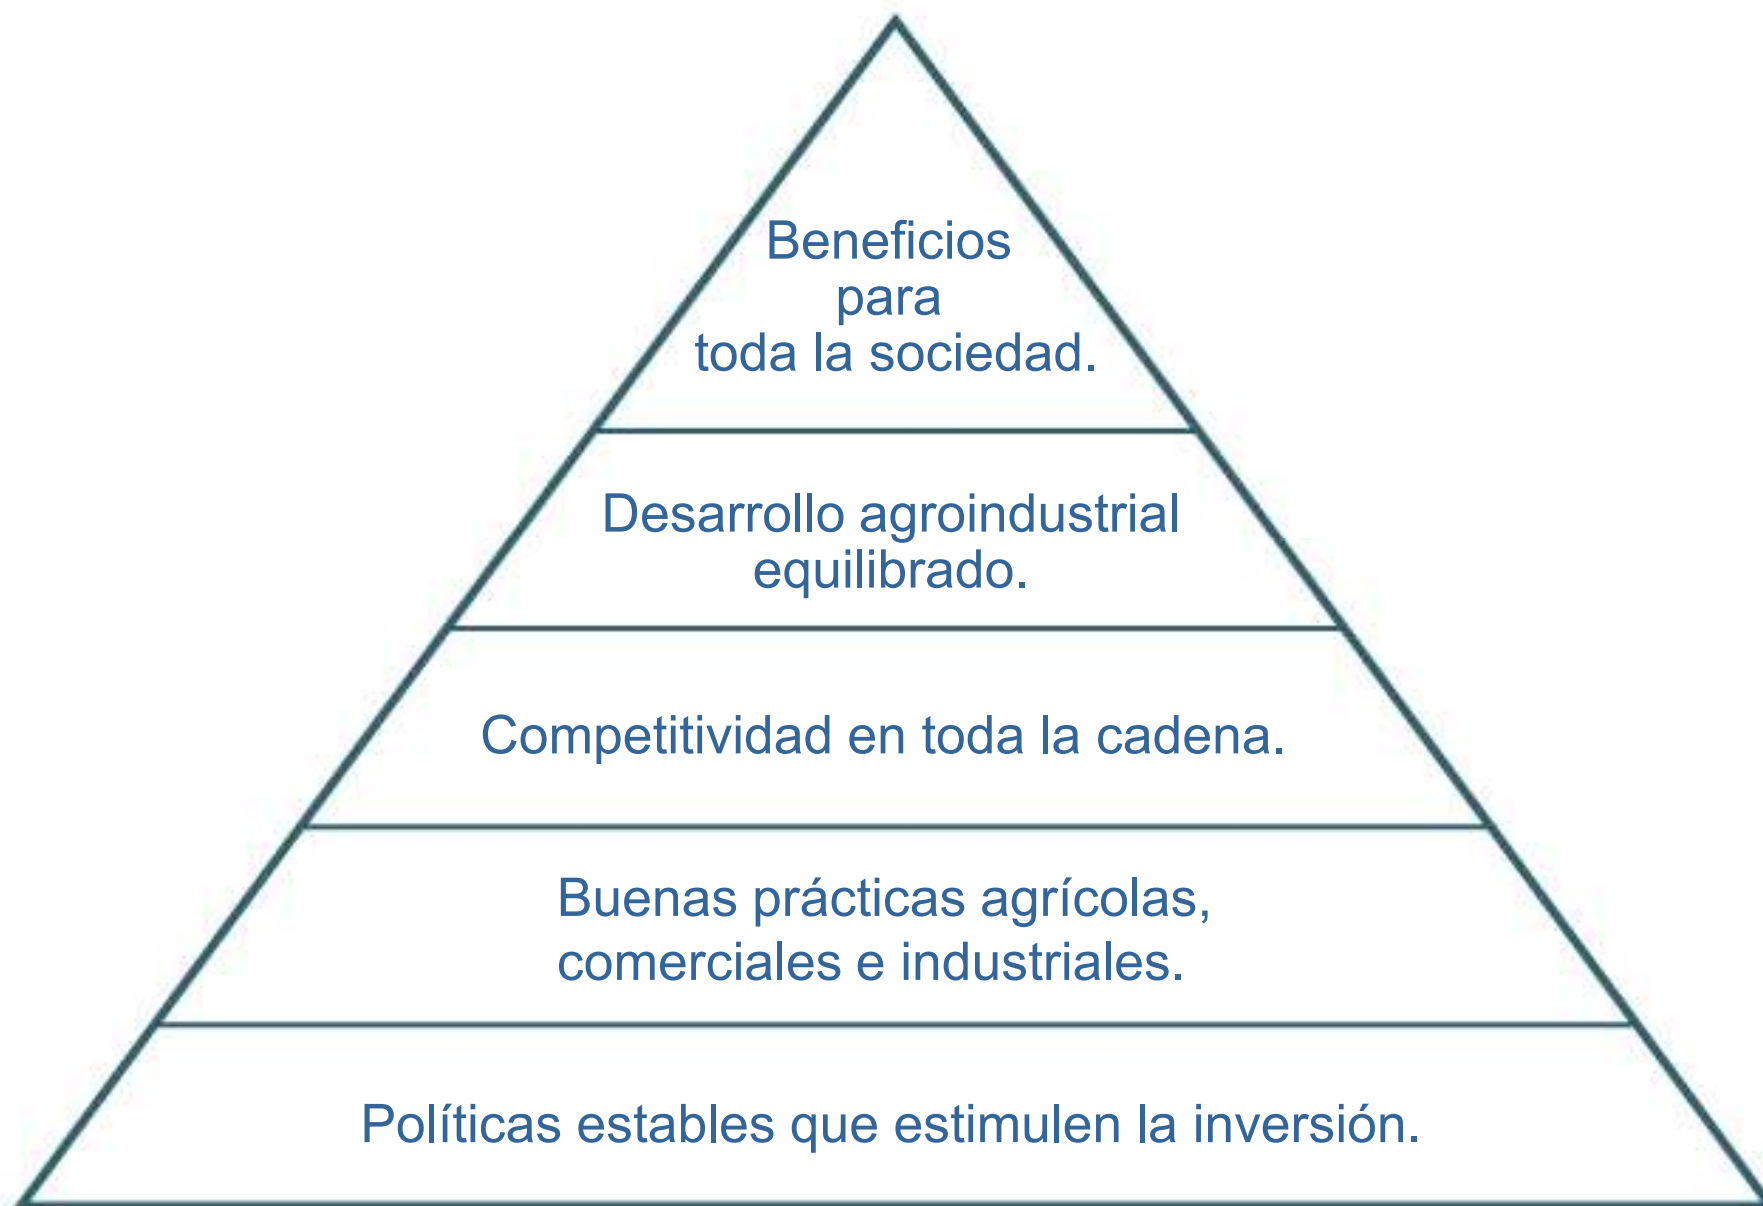 Beneficios
para
toda la sociedad.
Desarrollo agroindustrial
equilibrado.
Competitividad en toda la cadena.
Buenas prácticas agrícolas,
comerciales e industriales.
Políticas estables que estimulen la inversión.